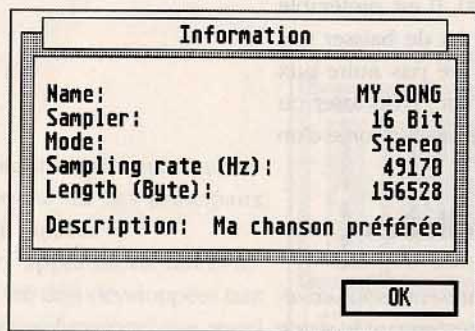 Information
Name: MY_SONG
Sampler: 16 Bit
Mode: Stereo
Sampling rate (Hz): 49170
Length (Byte): 156528
Description: Ma chanson préférée
OK